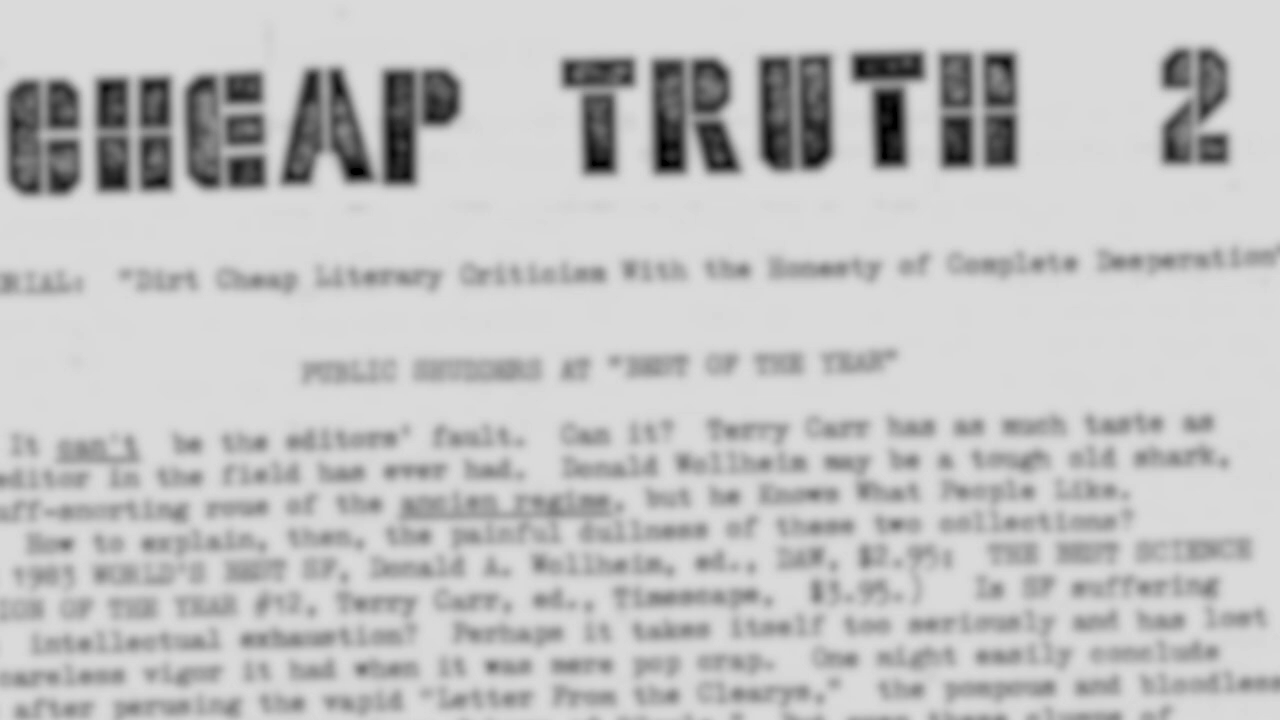 CHEAP TRUTH 2
ORIAL: "Dirt Cheap Literary Criticism With the Honesty of Complete Desperation"
PUBLIC SHUDDERS AT "BEST OF THE YEAR"
It can't be the editors' fault. Can it? Terry Carr has as much taste as
editor in the field has ever had. Donald Wollheim may be a tough old shark,
uff-snorting roue of the ancien regime, but he Knows What People Like.
How to explain, then, the painful dullness of these two collections?
1983 WORLD'S BEST SF, Donald A. Wollheim, ed., DAW, $2.95; THE BEST SCIENCE
ION OF THE YEAR #12, Terry Carr, ed., Timescape, $3.95.) Is SF suffering
intellectual exhaustion? Perhaps it takes itself too seriously and has lost
careless vigor it had when it was mere pop crap. One might easily conclude
after perusing the vapid "Letter From the Clearys," the pompous and bloodless
But even these clumps of